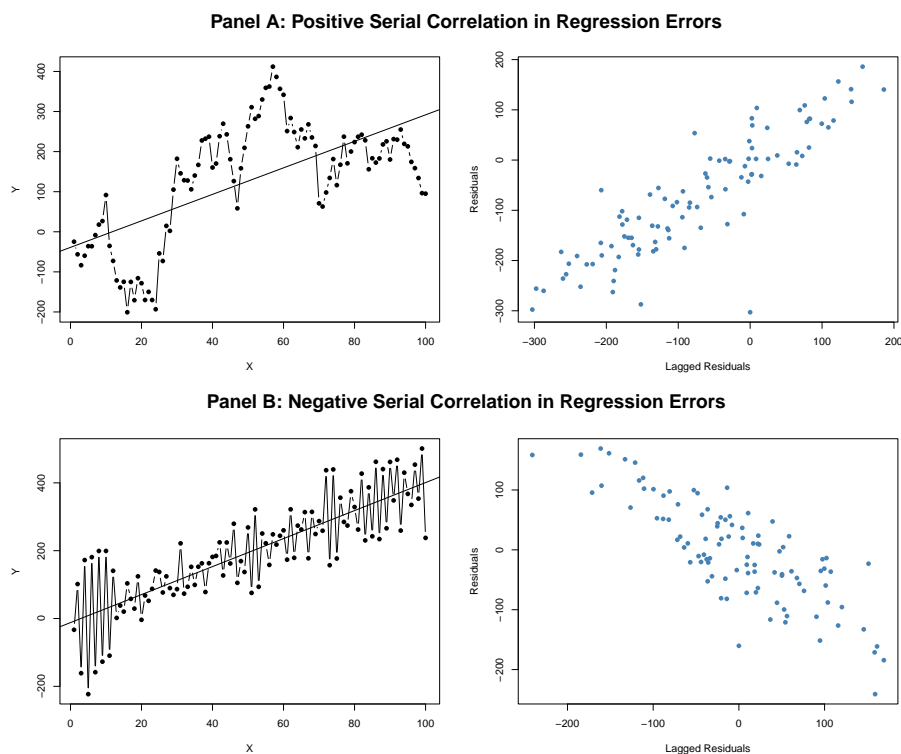 Panel A: Positive Serial Correlation in Regression Errors
400
300
200
100
0
−100
−200
Y
0 20 40 60 80 100
X
200
100
0
−100
−200
−300
Residuals
−300 −200 −100 0 100 200
Lagged Residuals
Panel B: Negative Serial Correlation in Regression Errors
400
200
0
−200
Y
0 20 40 60 80 100
X
100
0
−100
−200
Residuals
−200 −100 0 100
Lagged Residuals